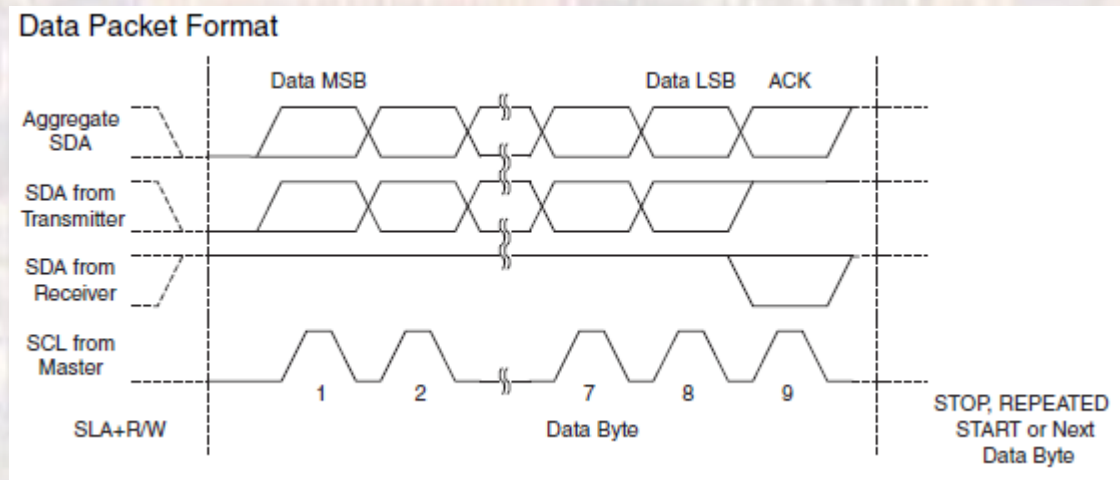 Data Packet Format
Data MSB
Data LSB
ACK
Aggregate
SDA
SDA from
Transmitter
SDA from
Receiver
SCL from
Master
1
2
7
8
9
SLA+R/W
Data Byte
STOP, REPEATED
START or Next
Data Byte